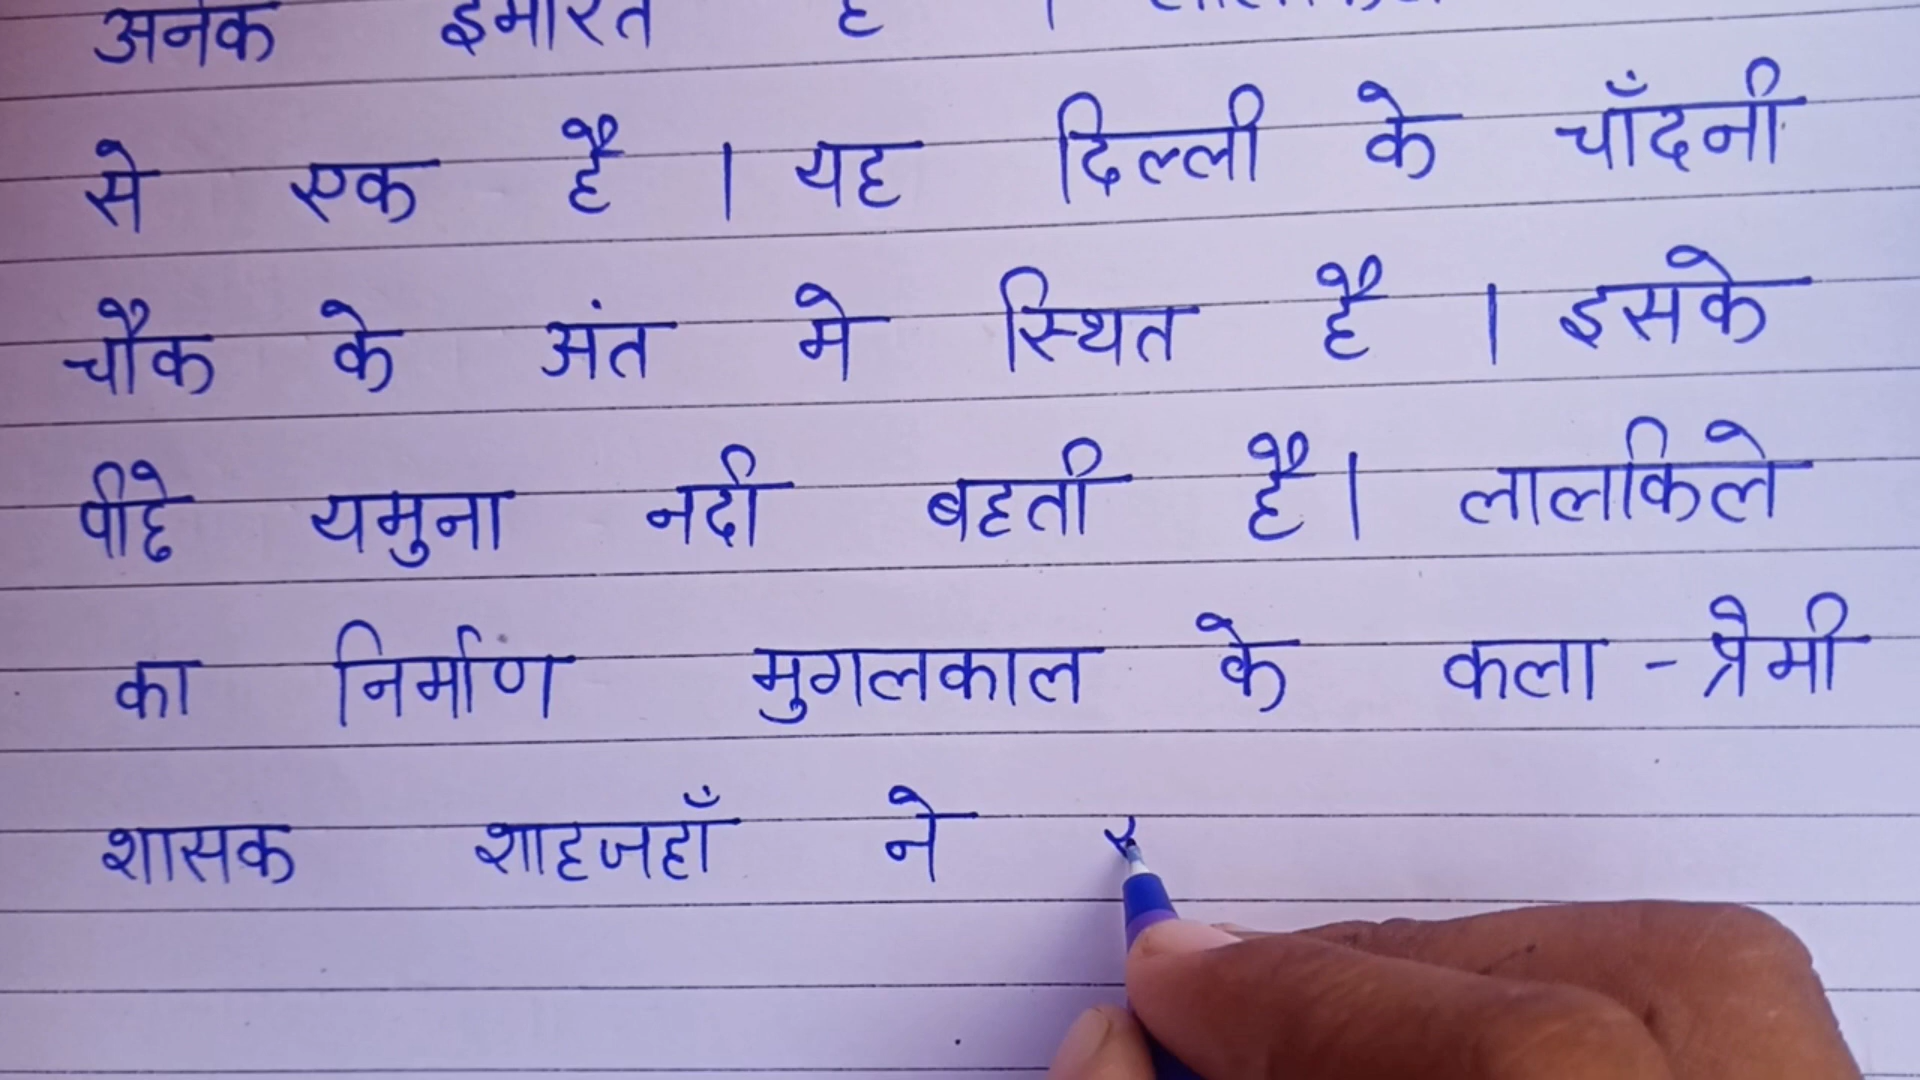 अनेक इमारत है ।
से एक है । यह दिल्ली के चाँदनी
चौक के अंत मे स्थित है । इसके
पीछे यमुना नदी बहती है । लालकिले
का निर्माण मुगलकाल के कला - प्रेमी
शासक शाहजहाँ ने